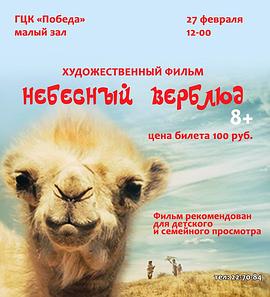 ГЦК «Победа»
27 февраля
малый зал
12-00
ХУДОЖЕСТВЕННЫЙ ФИЛЬМ
НЕБЕСНЫЙ ВЕРБЛЮД
8+
цена билета 100 руб.
Фильм рекомендован
для детского
и семейного просмотра
тел: 22-70-84